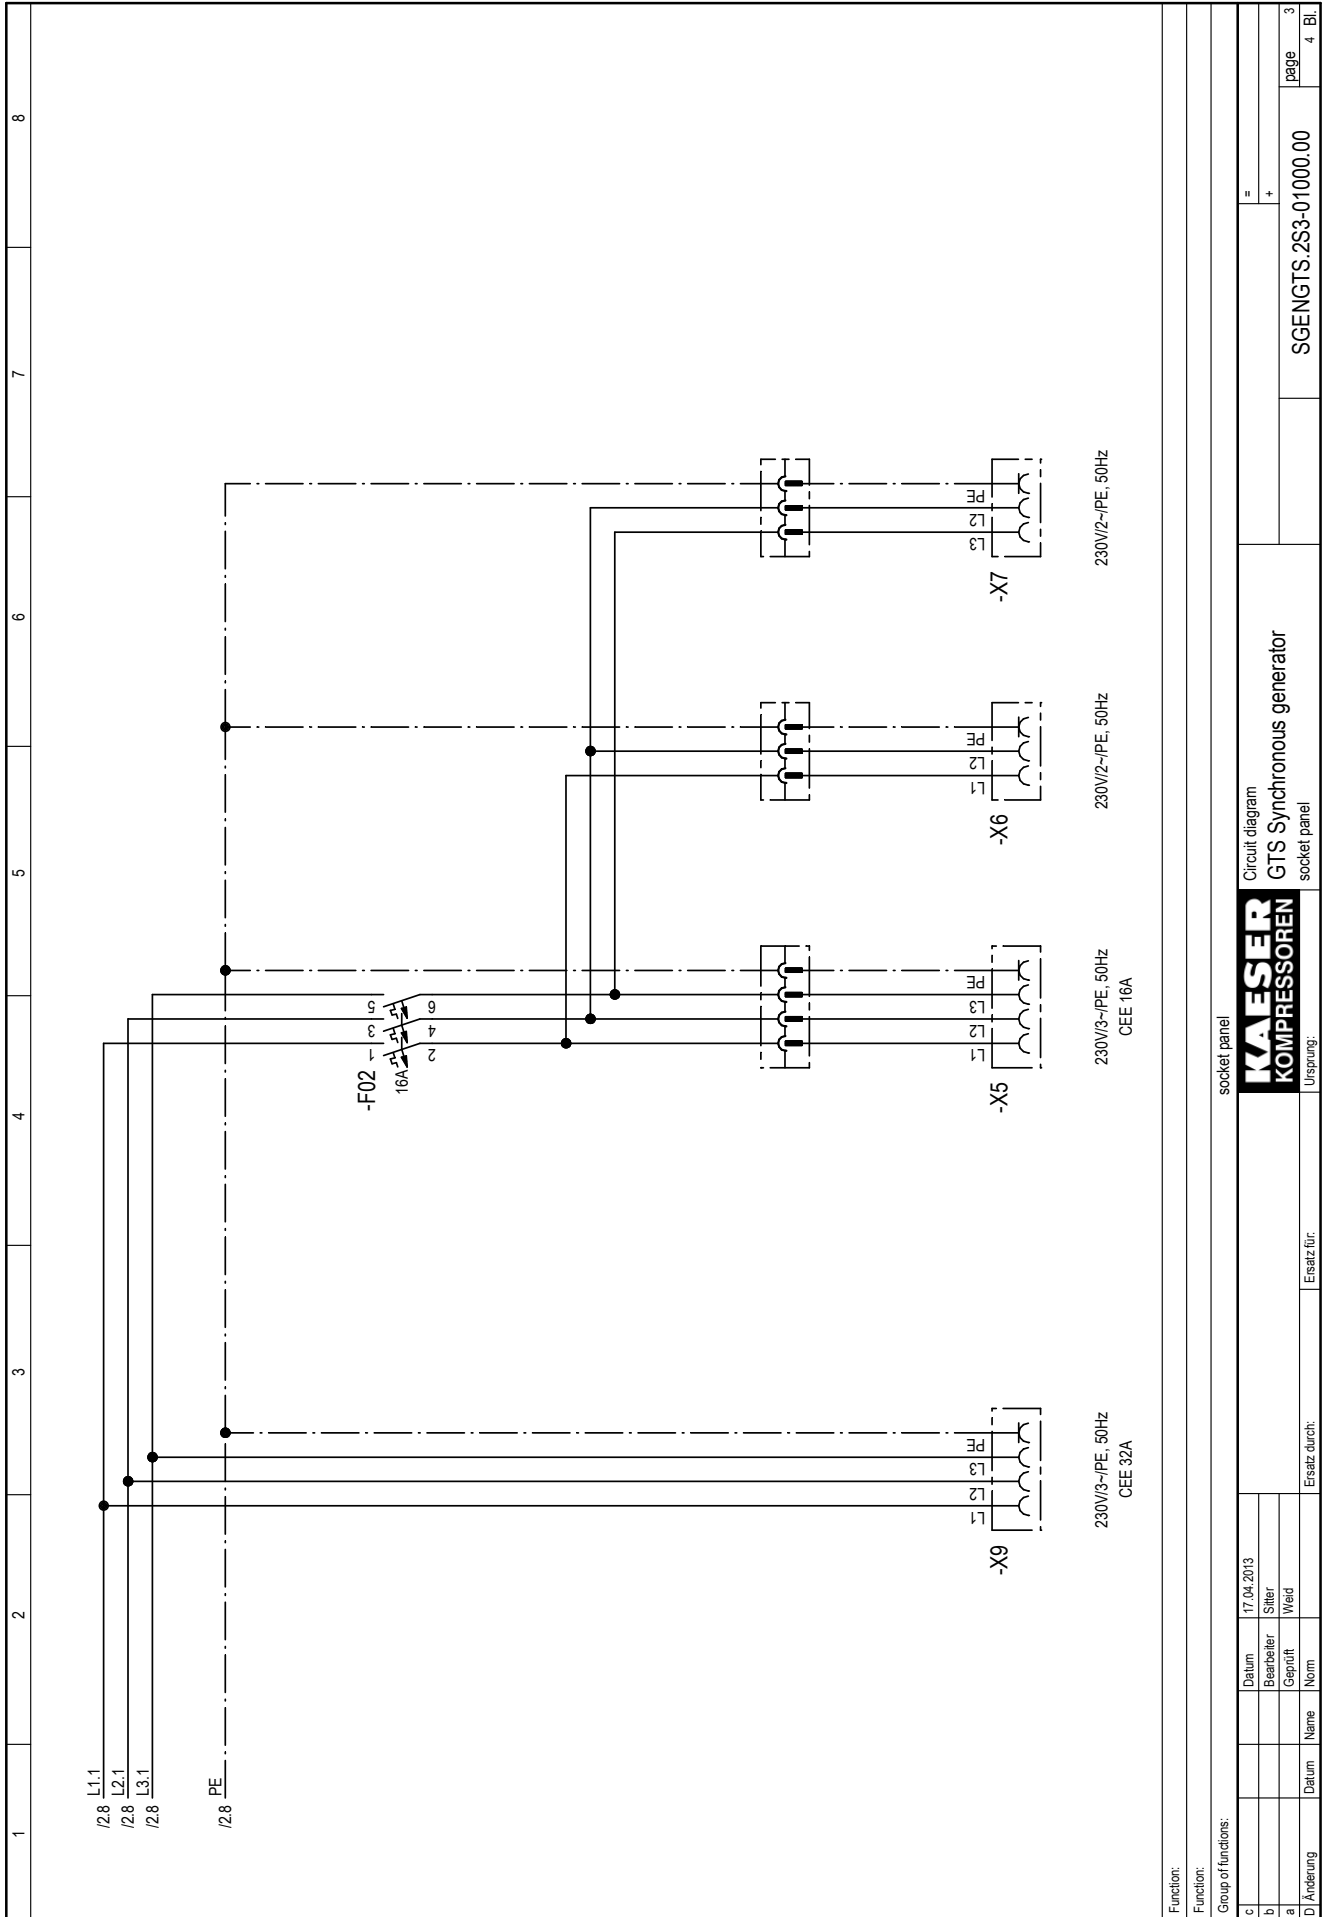 1
2
3
4
5
6
7
8
/2.8 L1.1
/2.8 L2.1
/2.8 L3.1
/2.8 PE
-F02
16A
1 3 5
2 4 6
-X9
L1 L2 L3 PE
230V/3~/PE, 50Hz
CEE 32A
-X5
L1 L2 L3 PE
230V/3~/PE, 50Hz
CEE 16A
-X6
L1 L2 PE
230V/2~/PE, 50Hz
-X7
L3 L2 PE
230V/2~/PE, 50Hz
Function:
Function:
Group of functions:
socket panel
c
b
a
D Änderung Datum Name Norm
Datum 17.04.2013
Bearbeiter Sitter
Geprüft Weid
Ersatz durch:
Ersatz für:
Ursprung:
KAESER
KOMPRESSOREN
Circuit diagram
GTS Synchronous generator
socket panel
=
+
SGENGTS.2S3-01000.00
page 3
4 Bl.